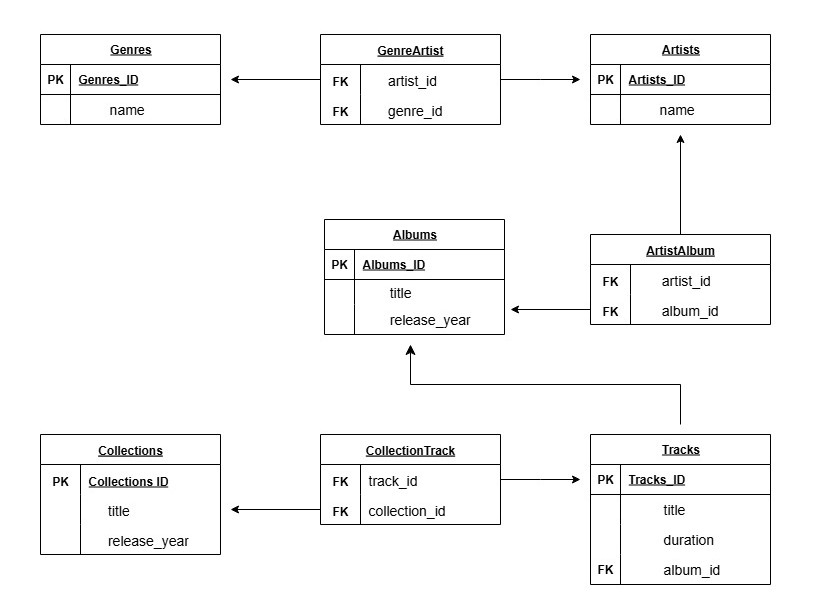 Genres
PK Genres_ID
name
GenreArtist
FK artist_id
FK genre_id
Artists
PK Artists_ID
name
Albums
PK Albums_ID
title
release_year
ArtistAlbum
FK artist_id
FK album_id
Collections
PK Collections ID
title
release_year
CollectionTrack
FK track_id
FK collection_id
Tracks
PK Tracks_ID
title
duration
FK album_id